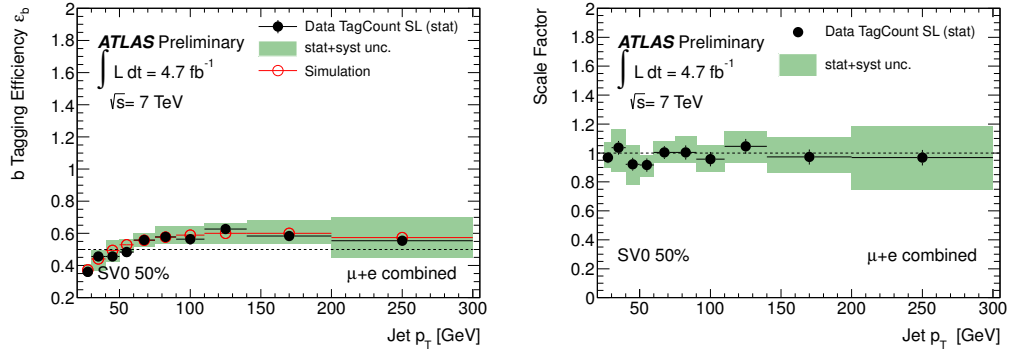 b Tagging Efficiency ε_b
2
1.8
1.6
1.4
1.2
1
0.8
0.6
0.4
0.2
ATLAS Preliminary
∫ L dt = 4.7 fb⁻¹
√s= 7 TeV
Data TagCount SL (stat)
stat+syst unc.
Simulation
SV0 50%
μ+e combined
50 100 150 200 250 300
Jet p_T [GeV]
Scale Factor
2
1.8
1.6
1.4
1.2
1
0.8
0.6
0.4
0.2
0
ATLAS Preliminary
∫ L dt = 4.7 fb⁻¹
√s= 7 TeV
Data TagCount SL (stat)
stat+syst unc.
SV0 50%
μ+e combined
50 100 150 200 250 300
Jet p_T [GeV]